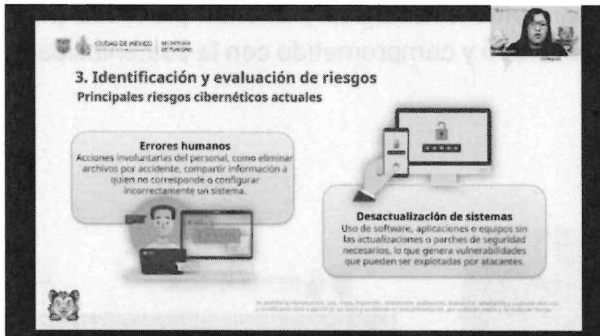 CIUDAD DE MÉXICO
SECRETARÍA
DE TURISMO
3. Identificación y evaluación de riesgos
Principales riesgos cibernéticos actuales
Errores humanos
Acciones involuntarias del personal, como eliminar
archivos por accidente, compartir información a
quien no corresponde o configurar
incorrectamente un sistema.
Desactualización de sistemas
Uso de software, aplicaciones o equipos sin
las actualizaciones o parches de seguridad
necesarios, lo que genera vulnerabilidades
que pueden ser explotadas por atacantes.